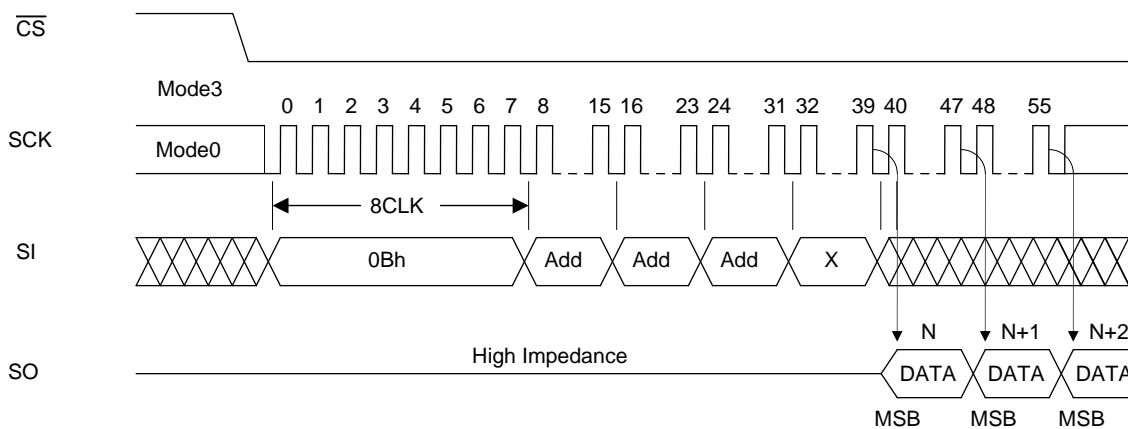 CS
Mode3
0 1 2 3 4 5 6 7 8 15 16 23 24 31 32 39 40 47 48 55
SCK
Mode0
8CLK
SI
0Bh Add Add Add X
N N+1 N+2
High Impedance
SO
DATA DATA DATA
MSB MSB MSB